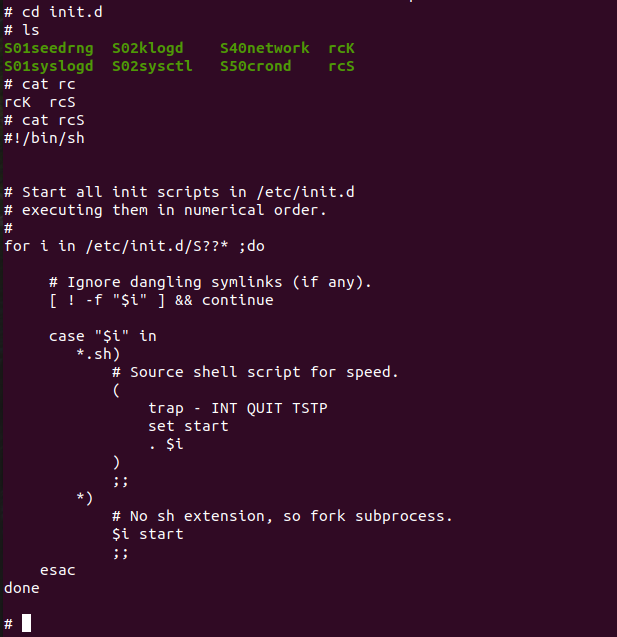 # cd init.d
# ls
S01seedrng  S02klogd    S40network  rcK
S01syslogd  S02sysctl   S50crond    rcS
# cat rc
rcK  rcS
# cat rcS
#!/bin/sh
# Start all init scripts in /etc/init.d
# executing them in numerical order.
#
for i in /etc/init.d/S??* ;do
     # Ignore dangling symlinks (if any).
     [ ! -f "$i" ] && continue
     case "$i" in
        *.sh)
            # Source shell script for speed.
            (
                trap - INT QUIT TSTP
                set start
                . $i
            )
            ;;
        *)
            # No sh extension, so fork subprocess.
            $i start
            ;;
    esac
done
#